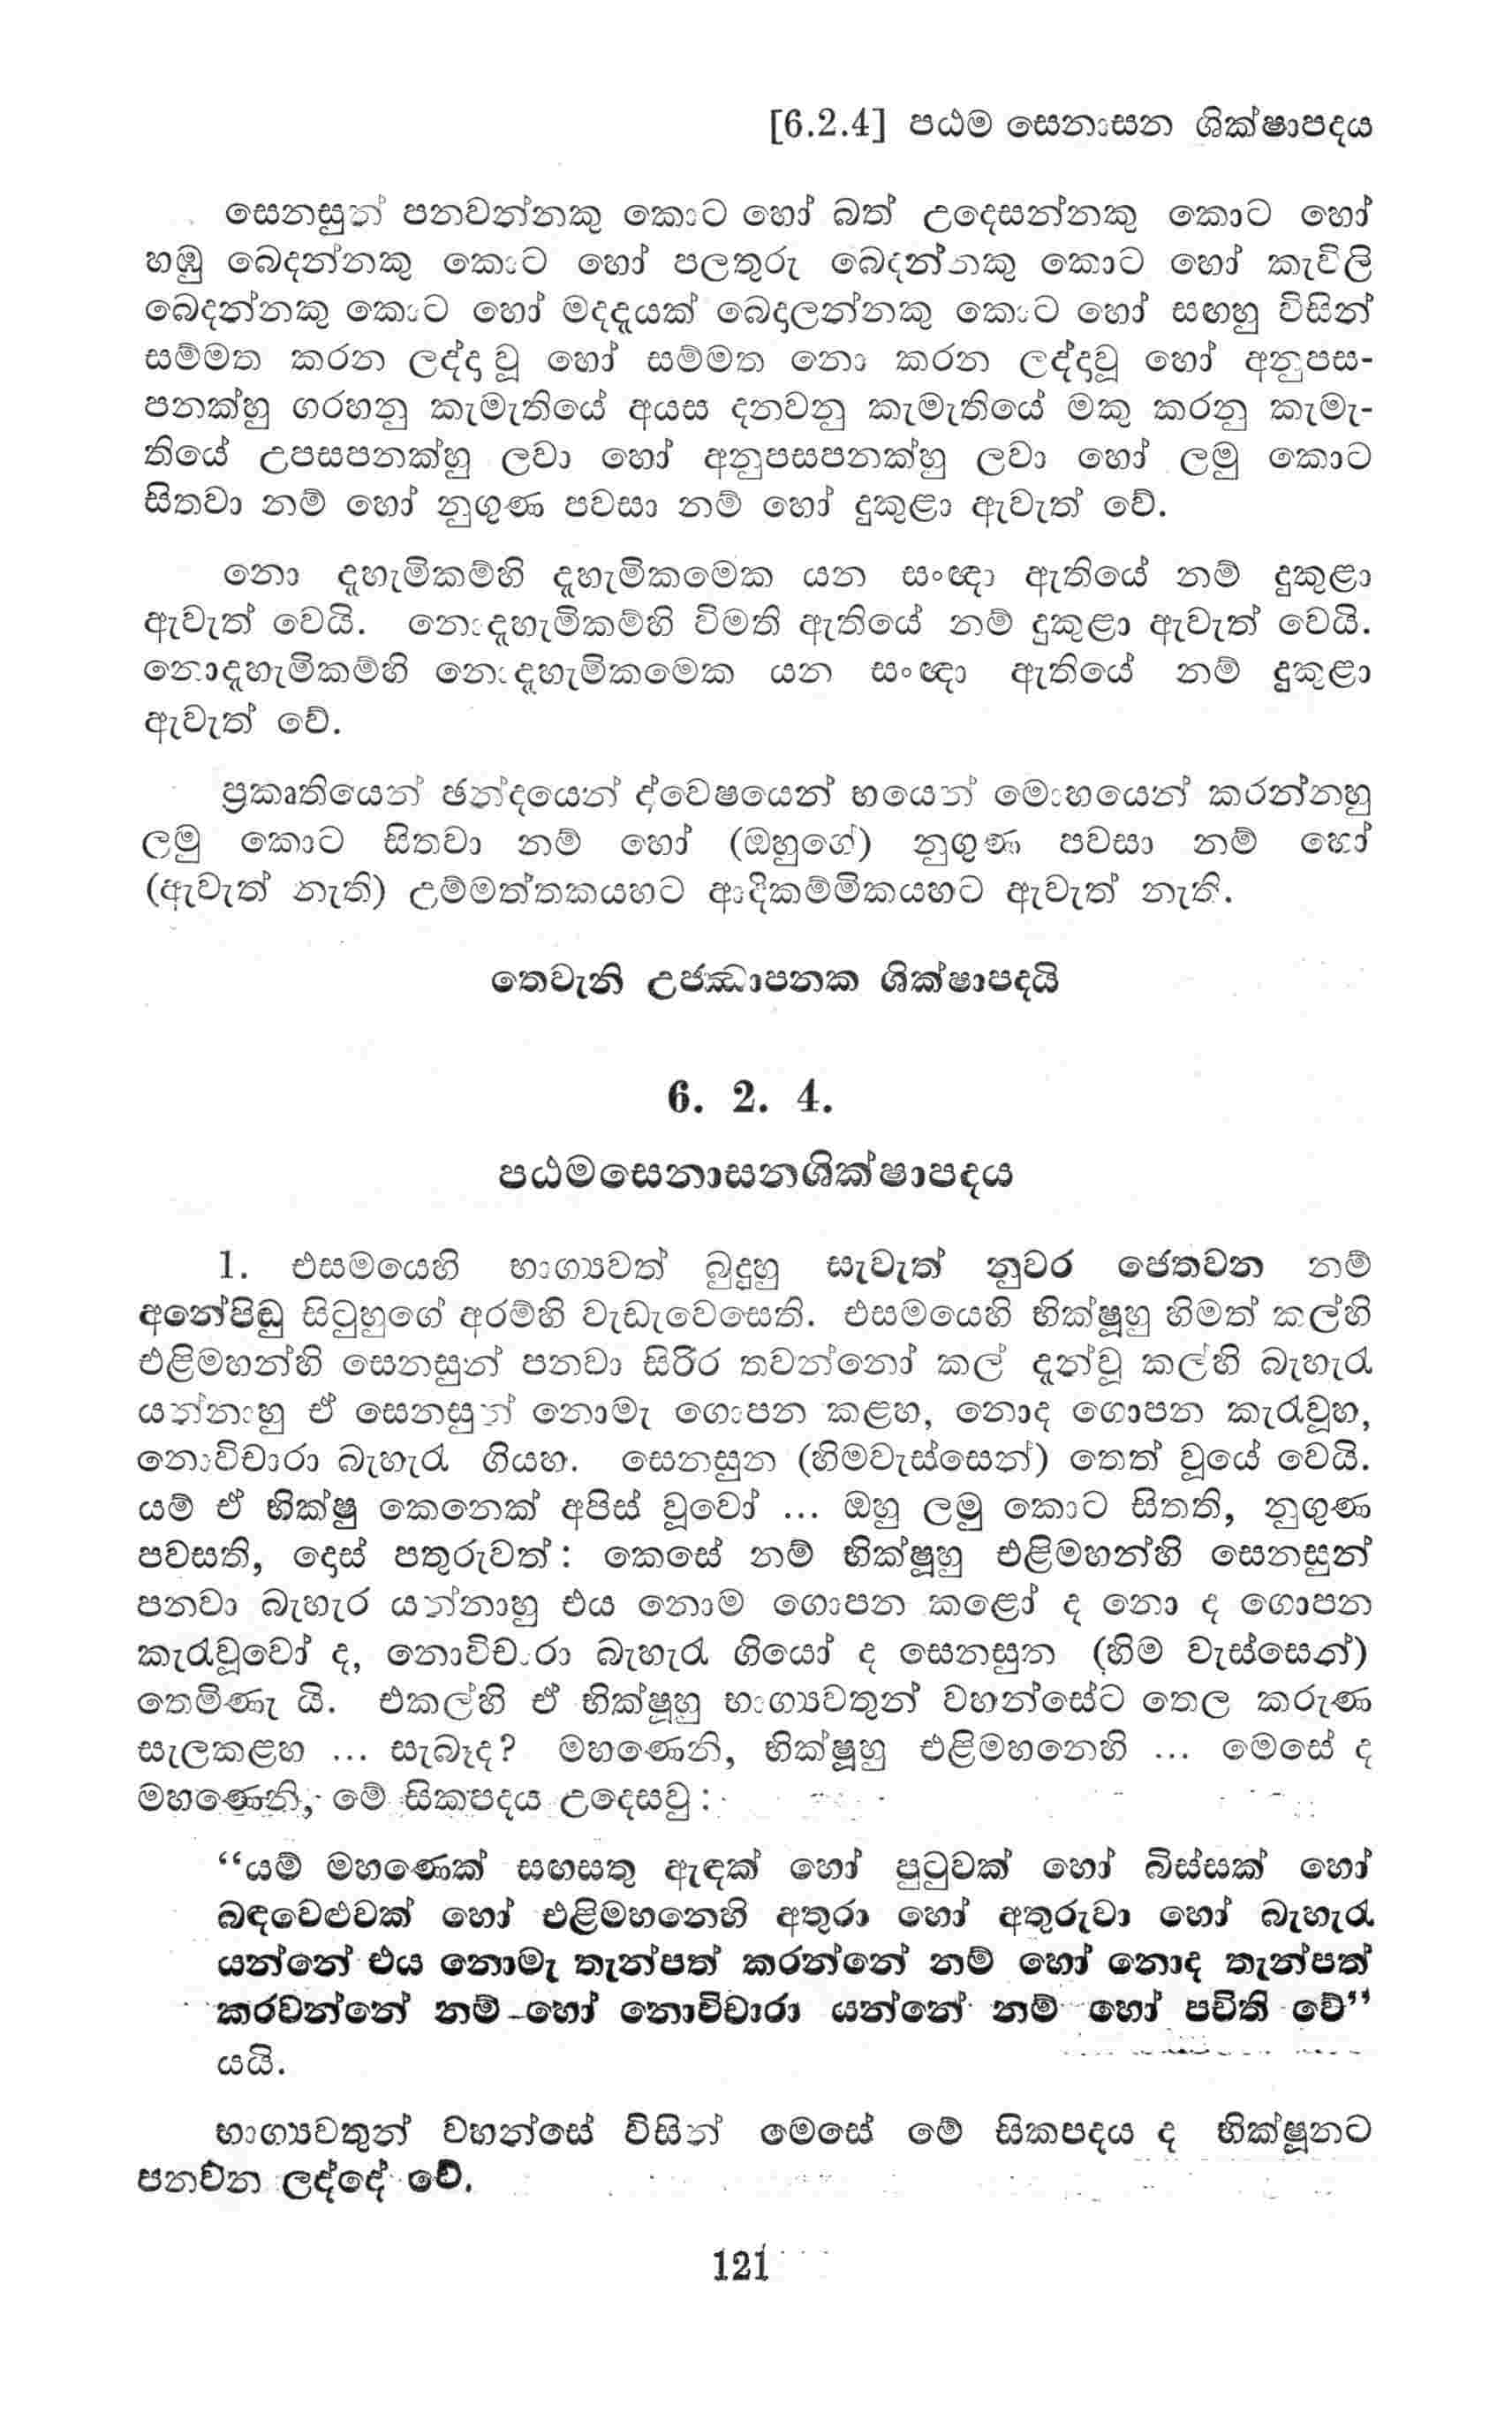 [6.2.4] පඨම සෙනාසන ශික්ෂාපදය
සෙනසුන් පනවන්නකු කොට හෝ බත් උදෙසන්නකු කොට හෝ
හඹු බෙදන්නකු කොට හෝ පලතුරු බෙදන්නකු කොට හෝ කැවිලි
බෙදන්නකු කොට හෝ මදදෑයක් බෙදාලන්නකු කොට හෝ සඟහු විසින්
සම්මත කරන ලද්දා වූ හෝ සම්මත නො කරන ලද්දාවූ හෝ අනුපස-
පනක්හු ගරහනු කැමැතියේ අයස දනවනු කැමැතියේ මකු කරනු කැමැ-
තියේ උපසපනක්හු ලවා හෝ අනුපසපනක්හු ලවා හෝ ලමු කොට
සිතවා නම් හෝ නුගුණ පවසා නම් හෝ දුකුළා ඇවැත් වේ.
නො දැහැමිකම්හි දැහැමිකමෙක යන සංඥා ඇතියේ නම් දුකුළා
ඇවැත් වෙයි. නොදැහැමිකම්හි විමති ඇතියේ නම් දුකුළා ඇවැත් වෙයි.
නොදැහැමිකම්හි නොදැහැමිකමෙක යන සංඥා ඇතියේ නම් දුකුළා
ඇවැත් වේ.
ප්‍රකෘතියෙන් ඡන්දයෙන් ද්වෙෂයෙන් භයෙන් මොහයෙන් කරන්නහු
ලමු කොට සිතවා නම් හෝ (ඔහුගේ) නුගුණ පවසා නම් හෝ
(ඇවැත් නැති) උම්මත්තකයහට ආදිකම්මිකයහට ඇවැත් නැති.
තෙවැනි උජඣාපනක ශික්ෂාපදයි
6. 2. 4.
පඨමසෙනාසනශික්ෂාපදය
1. එසමයෙහි භාග්‍යවත් බුදුහු සැවැත් නුවර ජෙතවන නම්
අනේපිඬු සිටුහුගේ අරම්හි වැඩැවෙසෙති. එසමයෙහි භික්ෂූහු හිමත් කල්හි
එළිමහන්හි සෙනසුන් පනවා සිරිර තවන්නෝ කල් දැන්වූ කල්හි බැහැරැ
යන්නාහු ඒ සෙනසුන් නොමැ ගොපන කළහ, නොද ගොපන කැරැවූහ,
නොවිචාරා බැහැරැ ගියහ. සෙනසුන (හිමවැස්සෙන්) තෙත් වූයේ වෙයි.
යම් ඒ භික්ෂු කෙනෙක් අපිස් වූවෝ ... ඔහු ලමු කොට සිතති, නුගුණ
පවසති, දොස් පතුරුවත්: කෙසේ නම් භික්ෂූහු එළිමහන්හි සෙනසුන්
පනවා බැහැර යන්නාහු එය නොම ගොපන කළෝ ද නො ද ගොපන
කැරැවූවෝ ද, නොවිචාරා බැහැරැ ගියෝ ද සෙනසුන (හිම වැස්සෙන්)
තෙමිණැ යි. එකල්හි ඒ භික්ෂූහු භාග්‍යවතුන් වහන්සේට තෙල කරුණ
සැලකළහ ... සැබෑද? මහණෙනි, භික්ෂූහු එළිමහනෙහි ... මෙසේ ද
මහණෙනි, මේ සිකපදය උදෙසවු:
“යම් මහණෙක් සඟසතු ඇඳක් හෝ පුටුවක් හෝ බිස්සක් හෝ
බඳවෙළුවක් හෝ එළිමහනෙහි අතුරා හෝ අතුරුවා හෝ බැහැරැ
යන්නේ එය නොමැ තැන්පත් කරන්නේ නම් හෝ නොද තැන්පත්
කරවන්නේ නම් හෝ නොවිචාරා යන්නේ නම් හෝ පචිති වේ”
යයි.
භාග්‍යවතුන් වහන්සේ විසින් මෙසේ මේ සිකපදය ද භික්ෂූනට
පනවන ලද්දේ වේ.
121